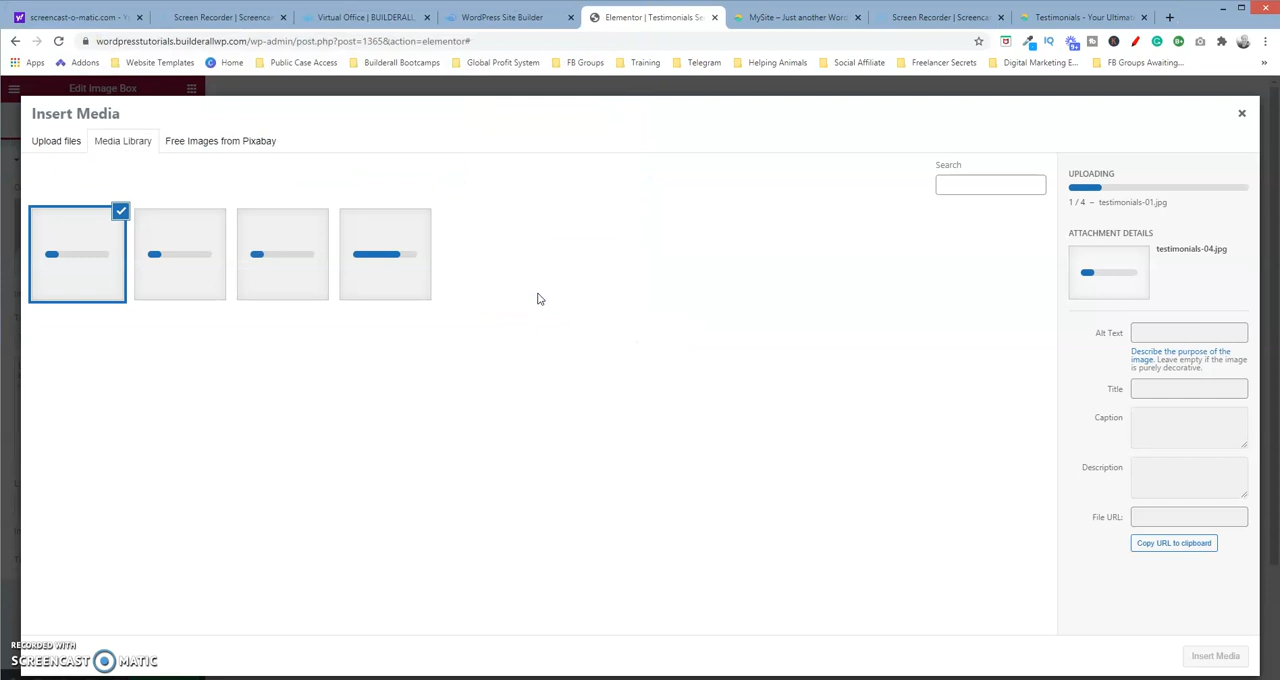 screencast-o-matic.com - Y
Screen Recorder | Screencas
Virtual Office | BUILDERALL
WordPress Site Builder
Elementor | Testimonials Se
MySite – Just another Wor
Screen Recorder | Screenca
Testimonials - Your Ultimat
wordpresstutorials.builderallwp.com/wp-admin/post.php?post=1365&action=elementor#
Apps
Addons
Website Templates
Home
Public Case Access
Builderall Bootcamps
Global Profit System
FB Groups
Training
Telegram
Helping Animals
Social Affiliate
Freelancer Secrets
Digital Marketing E...
FB Groups Awaiting...
Edit Image Box
Insert Media
Upload files
Media Library
Free Images from Pixabay
Search
UPLOADING
1 / 4 – testimonials-01.jpg
ATTACHMENT DETAILS
testimonials-04.jpg
Alt Text
Describe the purpose of the
image. Leave empty if the image
is purely decorative.
Title
Caption
Description
File URL:
Copy URL to clipboard
Insert Media
RECORDED WITH
SCREENCAST MATIC